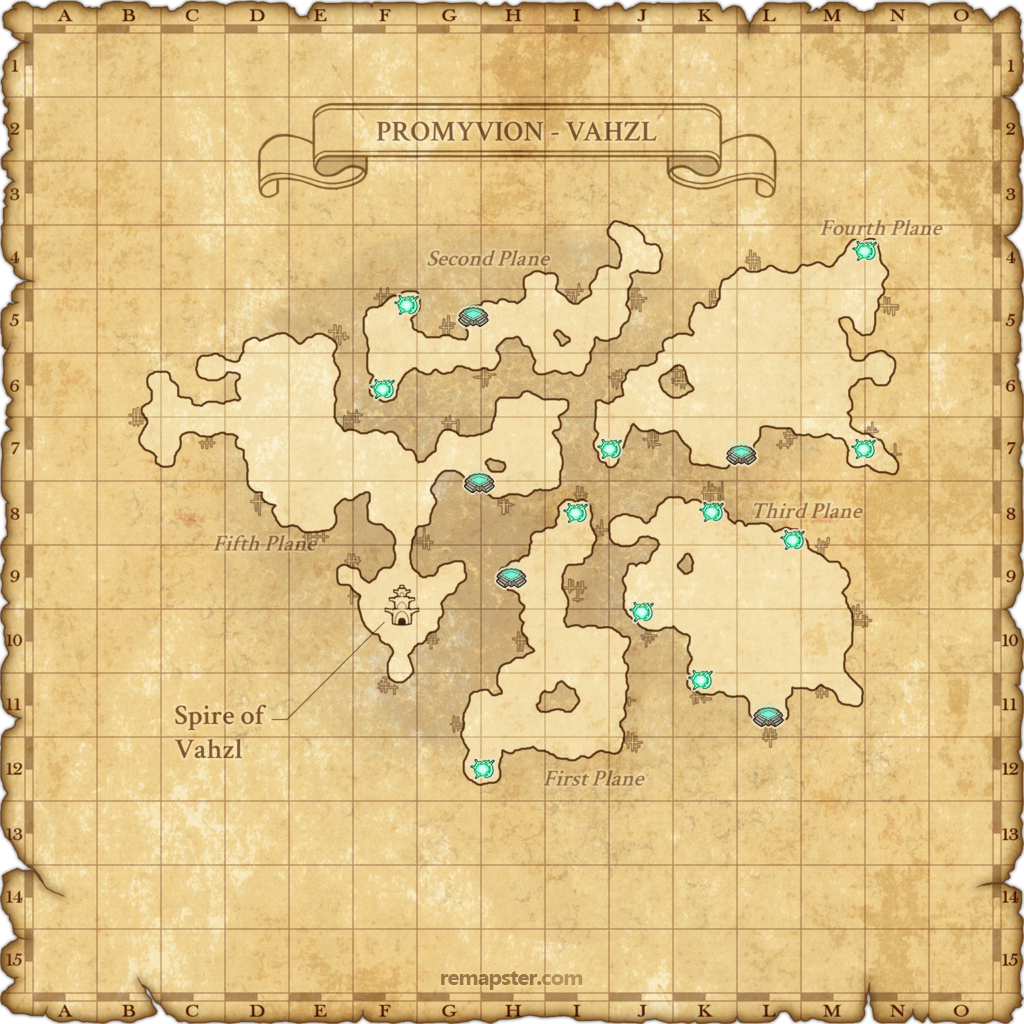 A B C D E F G H I J K L M N O
1 1
PROMYVION - VAHZL
2 2
3 3
Fourth Plane
4 4
Second Plane
5 5
6 6
7 7
8 8
Third Plane
Fifth Plane
9 9
10 10
11 11
Spire of
Vahzl
12 12
First Plane
13 13
14 14
15 15
remapster.com
A B C D E F G H I J K L M N O